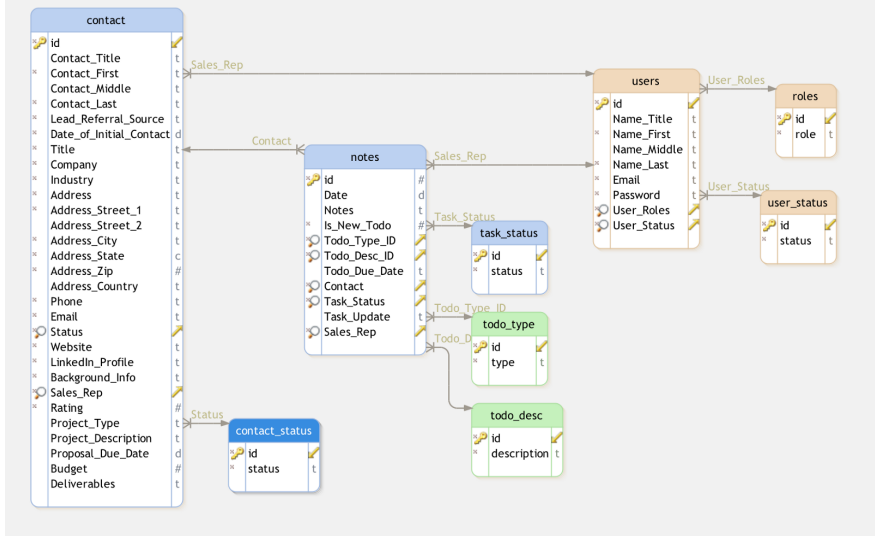 contact
id
Contact_Title t
Contact_First t
Contact_Middle t
Contact_Last t
Lead_Referral_Source t
Date_of_Initial_Contact d
Title t
Company t
Industry t
Address t
Address_Street_1 t
Address_Street_2 t
Address_City t
Address_State c
Address_Zip #
Address_Country t
Phone t
Email t
Status
Website t
LinkedIn_Profile t
Background_Info t
Sales_Rep
Rating #
Project_Type t
Project_Description t
Proposal_Due_Date d
Budget #
Deliverables t
Sales_Rep
Contact
Status
contact_status
id
status t
notes
id #
Date d
Notes t
Is_New_Todo #
Todo_Type_ID
Todo_Desc_ID
Todo_Due_Date t
Contact
Task_Status
Task_Update t
Sales_Rep
Sales_Rep
Task_Status
task_status
id
status t
Todo_Type_ID
todo_type
id
type t
Todo_D
todo_desc
id
description t
users
id
Name_Title t
Name_First t
Name_Middle t
Name_Last t
Email t
Password t
User_Roles
User_Status
User_Roles
roles
id
role t
User_Status
user_status
id
status t